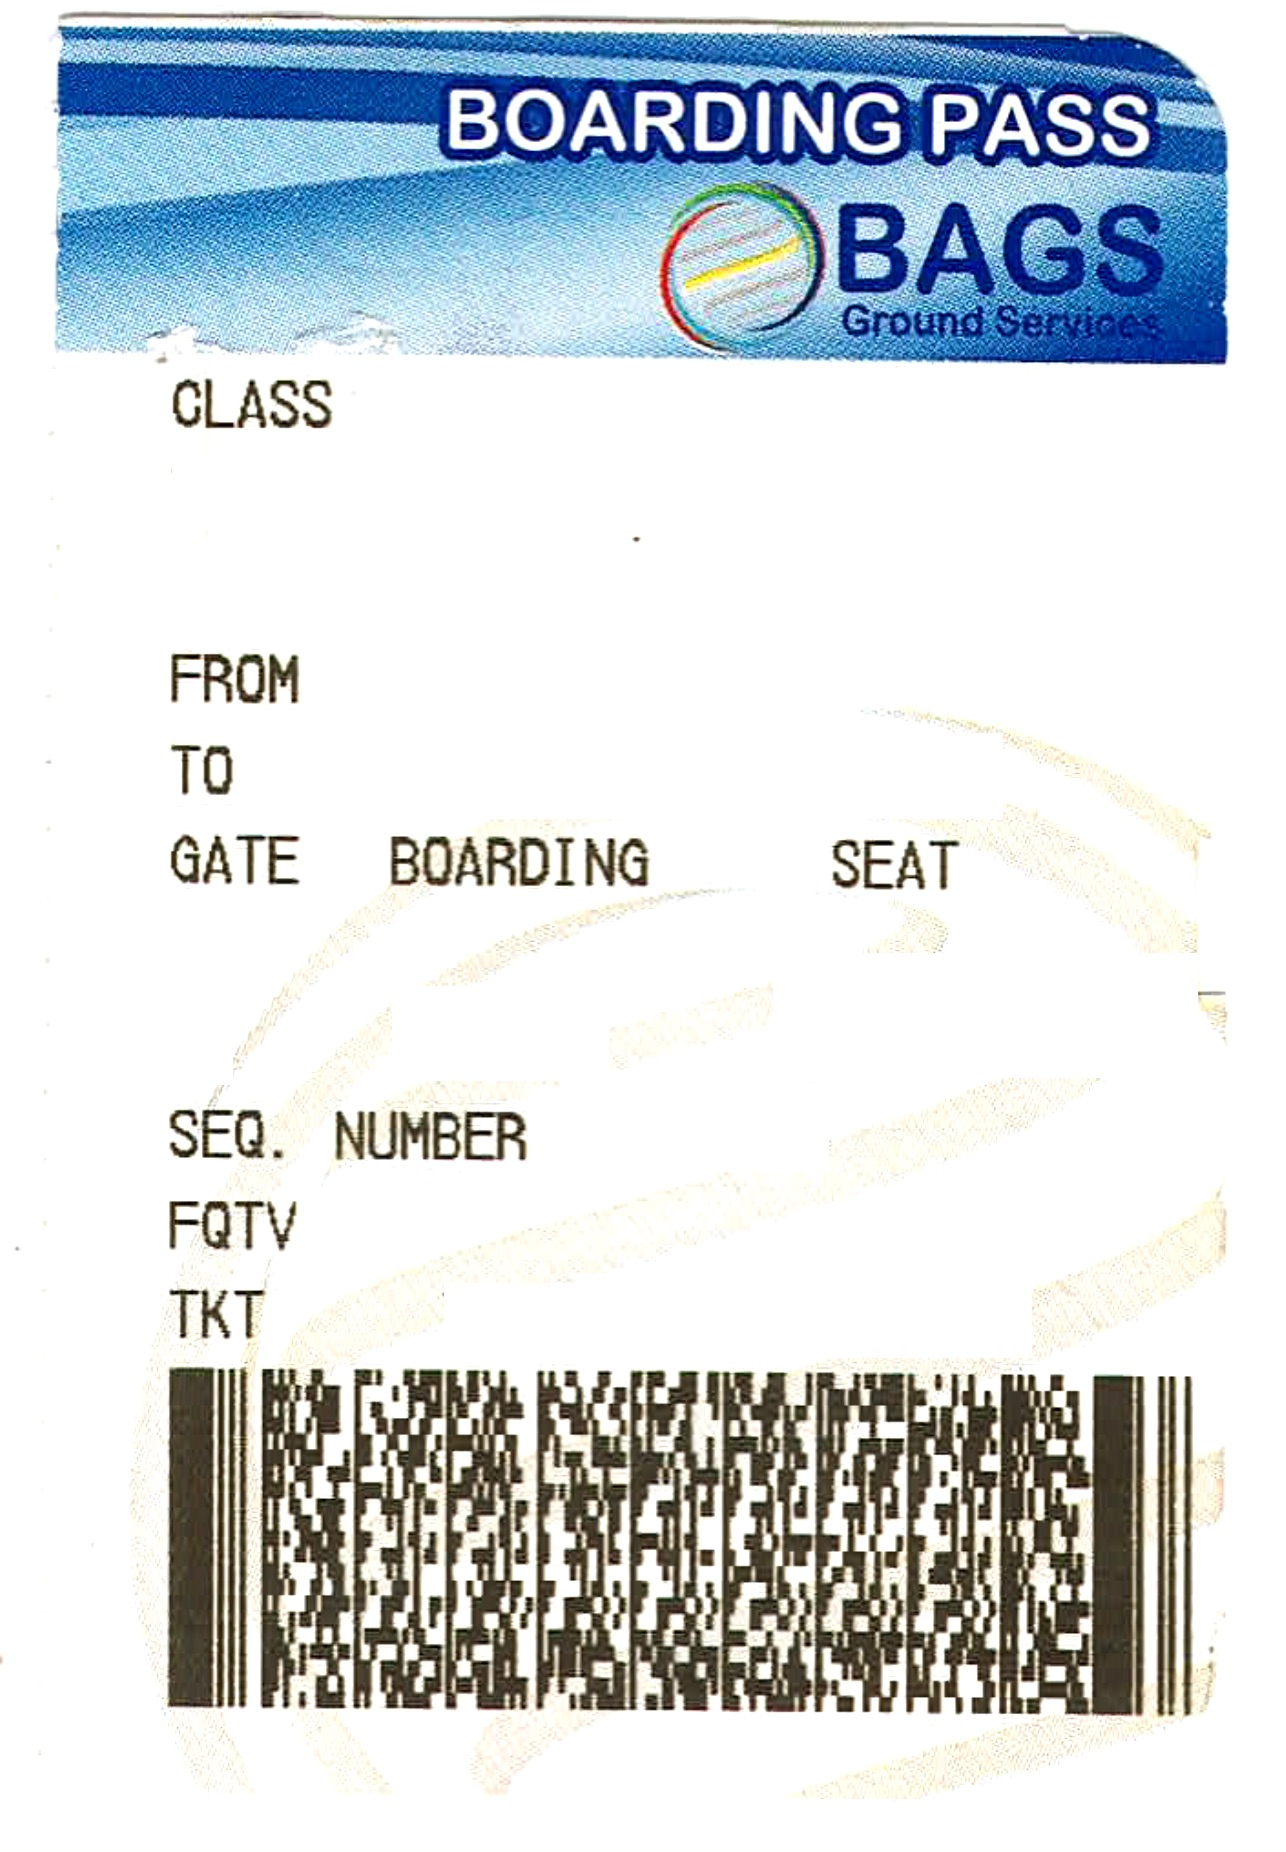 BOARDING PASS
BAGS
Ground Services
CLASS
FROM
TO
GATE BOARDING SEAT
SEQ. NUMBER
FQTV
TKT